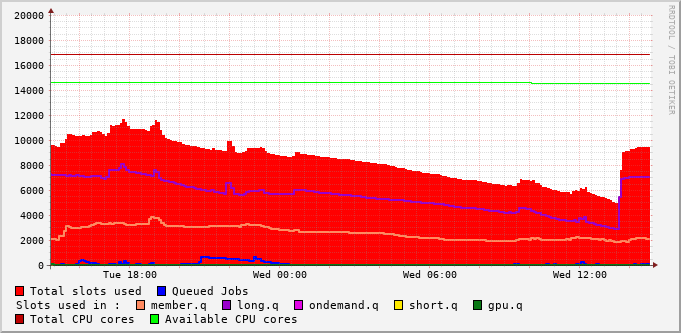 RRDTOOL / TOBI OETIKER
20000
18000
16000
14000
12000
10000
8000
6000
4000
2000
0
Tue 18:00 Wed 00:00 Wed 06:00 Wed 12:00
Total slots used Queued Jobs
Slots used in : member.q long.q ondemand.q short.q gpu.q
Total CPU cores Available CPU cores